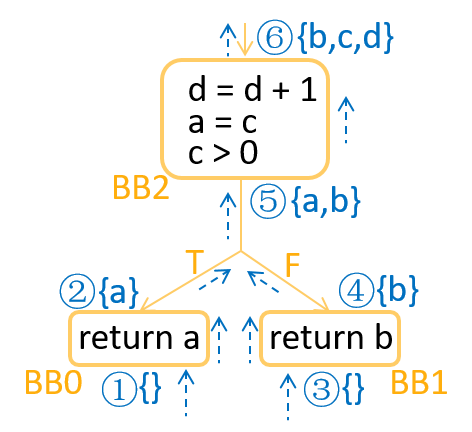 ⑥{b,c,d}
d = d + 1
a = c
c > 0
BB2
⑤{a,b}
T F
②{a} ④{b}
return a return b
BB0 ①{} ③{} BB1